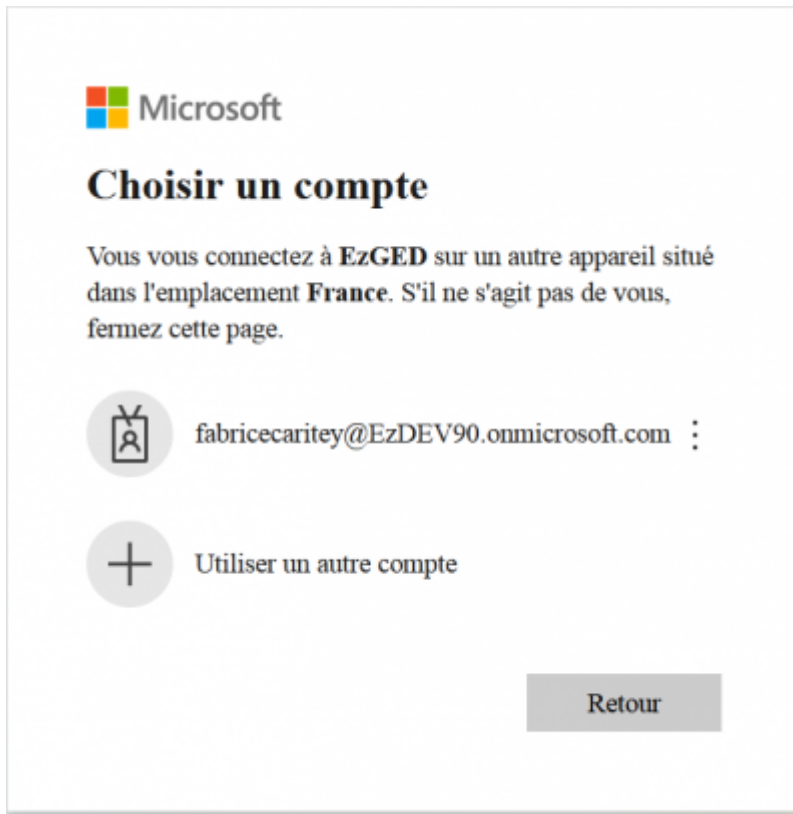 Microsoft
Choisir un compte
Vous vous connectez à EzGED sur un autre appareil situé
dans l'emplacement France. S'il ne s'agit pas de vous,
fermez cette page.
fabricecaritey@EzDEV90.onmicrosoft.com
Utiliser un autre compte
Retour